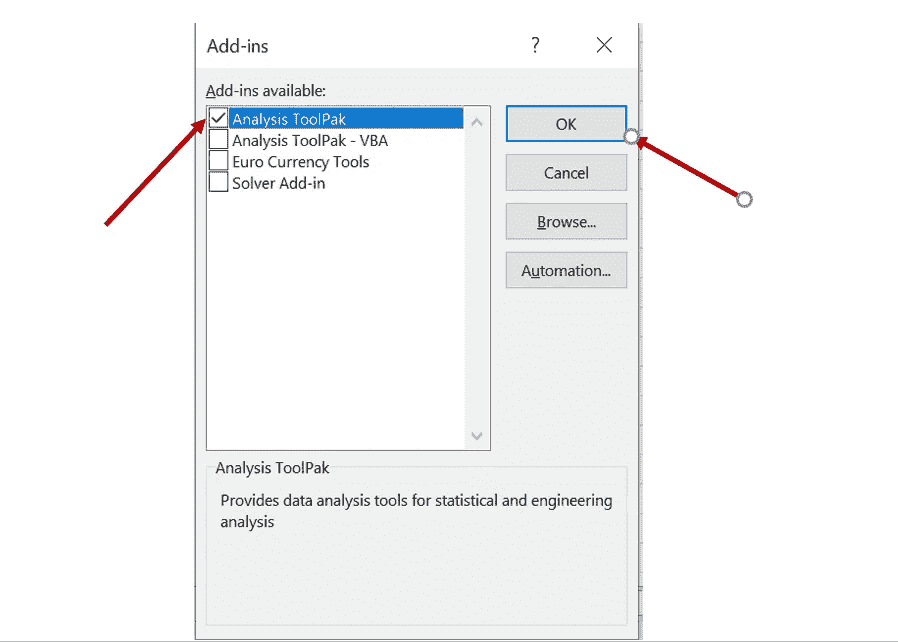 Add-ins
?
Add-ins available:
Analysis ToolPak
Analysis ToolPak - VBA
Euro Currency Tools
Solver Add-in
OK
Cancel
Browse...
Automation...
Analysis ToolPak
Provides data analysis tools for statistical and engineering
analysis